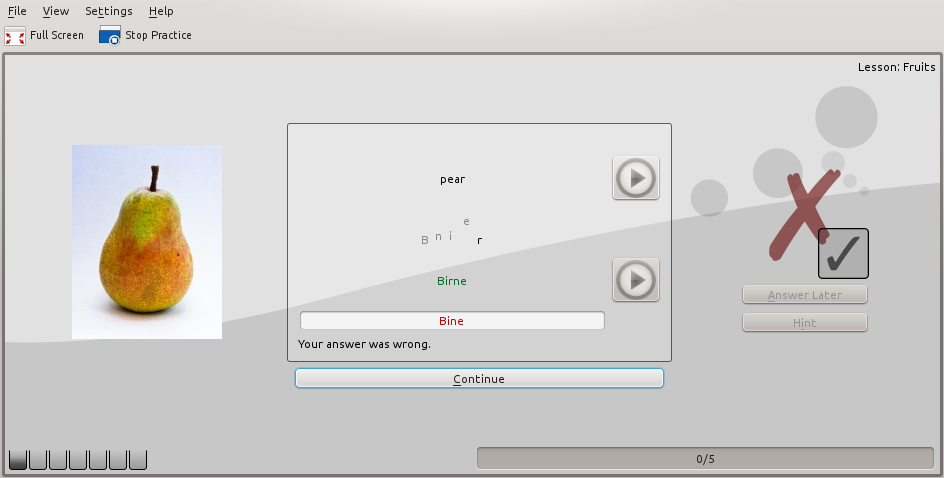 File View Settings Help
Full Screen Stop Practice
Lesson: Fruits
pear
B n i e r
Birne
Bine
Your answer was wrong.
Continue
Answer Later
Hint
0/5